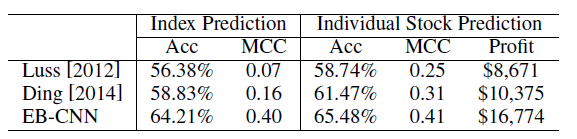 Index Prediction Individual Stock Prediction
Acc MCC Acc MCC Profit
Luss [2012] 56.38% 0.07 58.74% 0.25 $8,671
Ding [2014] 58.83% 0.16 61.47% 0.31 $10,375
EB-CNN 64.21% 0.40 65.48% 0.41 $16,774